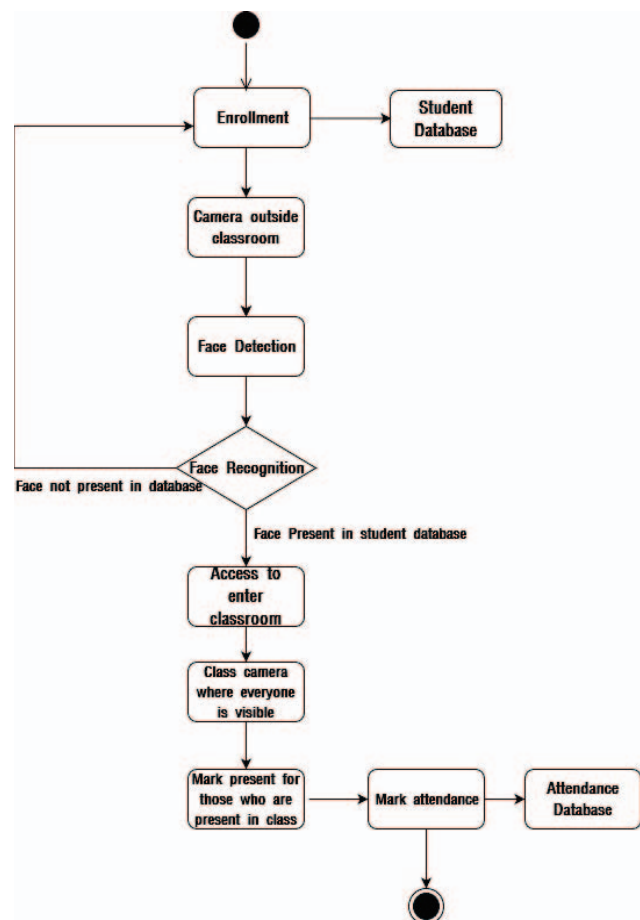 Enrollment
Student
Database
Camera outside
classroom
Face Detection
Face Recognition
Face not present in database
Face Present in student database
Access to
enter
classroom
Class camera
where everyone
is visible
Mark present for
those who are
present in class
Mark attendance
Attendance
Database